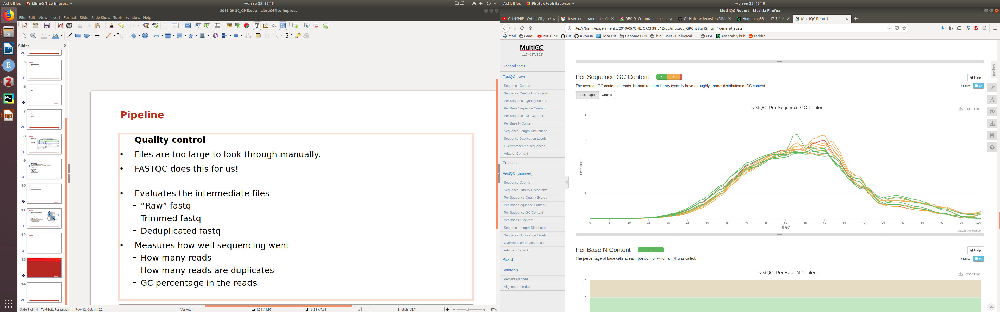 Activities LibreOffice Impress wo sep 25, 15:48
2019-09-30_GHE.odp - LibreOffice Impress
File Edit View Insert Format Slide Slide Show Tools Window Help
Slides
5
6
7
8
9
10
11
12
13
14
Pipeline
Quality control
• Files are too large to look through manually.
• FASTQC does this for us!
• Evaluates the intermediate files
– “Raw” fastq
– Trimmed fastq
– Deduplicated fastq
• Measures how well sequencing went
– How many reads
– How many reads are duplicates
– GC percentage in the reads
Slide 9 of 14 TextEdit: Paragraph 11, Row 12, Column 22 Vervolg 1 1.31 / 1.97 16.28 x 7.68 English (USA) 87%
Activities Firefox Web Browser wo sep 25, 15:48
MultiQC Report - Mozilla Firefox
GUNSHIP - Cyber City deseq command line - Go DEA.R: Command line sc GitHub - wdecoster/DEA Human hg38 chr17:7,668 MultiQC Report
file:///bank/experiments/2019-09/GHE/GRCh38.p12/qc/multiqc_GRCh38.p12.html#general_stats
mail Gmail YouTube Git ARMOR Hora Est Genome DBs bioDBnet - Biological ... OSF Assembly hub reddit
MultiQC
v1.7 (037d802)
General Stats
FastQC (raw)
Sequence Counts
Sequence Quality Histograms
Per Sequence Quality Scores
Per Base Sequence Content
Per Sequence GC Content
Per Base N Content
Sequence Length Distribution
Sequence Duplication Levels
Overrepresented sequences
Adapter Content
Cutadapt
FastQC (trimmed)
Sequence Counts
Sequence Quality Histograms
Per Sequence Quality Scores
Per Base Sequence Content
Per Sequence GC Content
Per Base N Content
Sequence Length Distribution
Sequence Duplication Levels
Overrepresented sequences
Adapter Content
Picard
Samtools
Percent Mapped
Alignment metrics
Per Sequence GC Content 5 6 1 Help
The average GC content of reads. Normal random library typically have a roughly normal distribution of GC content. Y-Limits: on
Percentages Counts
FastQC: Per Sequence GC Content Export Plot
4
3
2
1
0
Percentage
0 5 10 15 20 25 30 35 40 45 50 55 60 65 70 75 80 85 90 95 100
% GC
Created with MultiQC
Per Base N Content 12 Help
The percentage of base calls at each position for which an N was called. Y-Limits: on
FastQC: Per Base N Content Export Plot
6
5
Toolbox